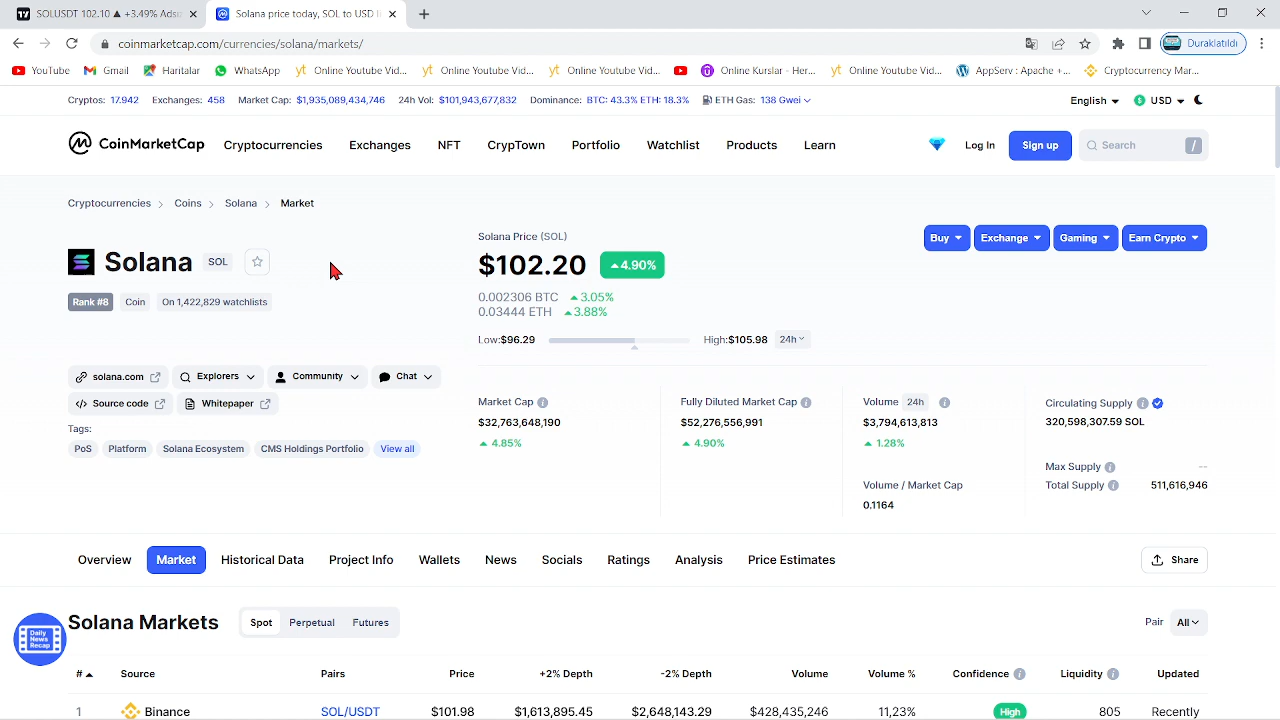 SOLUSDT 102.10 ▲ +3.49% Adsı
Solana price today, SOL to USD li
coinmarketcap.com/currencies/solana/markets/
Duraklatıldı
YouTube Gmail Haritalar WhatsApp Online Youtube Vid... Online Youtube Vid... Online Youtube Vid... Online Kurslar - Her... Online Youtube Vid... AppServ : Apache +... Cryptocurrency Mar...
Cryptos: 17.942 Exchanges: 458 Market Cap: $1,935,089,434,746 24h Vol: $101,943,677,832 Dominance: BTC: 43.3% ETH: 18.3% ETH Gas: 138 Gwei English USD
CoinMarketCap Cryptocurrencies Exchanges NFT CrypTown Portfolio Watchlist Products Learn Log In Sign up Search /
Cryptocurrencies > Coins > Solana > Market
Solana Price (SOL)
Buy Exchange Gaming Earn Crypto
Solana SOL
$102.20 4.90%
Rank #8 Coin On 1,422,829 watchlists
0.002306 BTC 3.05%
0.03444 ETH 3.88%
Low:$96.29 High:$105.98 24h
solana.com Explorers Community Chat
Source code Whitepaper
Tags:
PoS Platform Solana Ecosystem CMS Holdings Portfolio View all
Market Cap
$32,763,648,190
4.85%
Fully Diluted Market Cap
$52,276,556,991
4.90%
Volume 24h
$3,794,613,813
1.28%
Volume / Market Cap
0.1164
Circulating Supply
320,598,307.59 SOL
Max Supply --
Total Supply 511,616,946
Overview Market Historical Data Project Info Wallets News Socials Ratings Analysis Price Estimates Share
Daily
News
Recap
Solana Markets Spot Perpetual Futures Pair All
# Source Pairs Price +2% Depth -2% Depth Volume Volume % Confidence Liquidity Updated
1 Binance SOL/USDT $101.98 $1,613,895.45 $2,648,143.29 $428,435,246 11,23% High 805 Recently